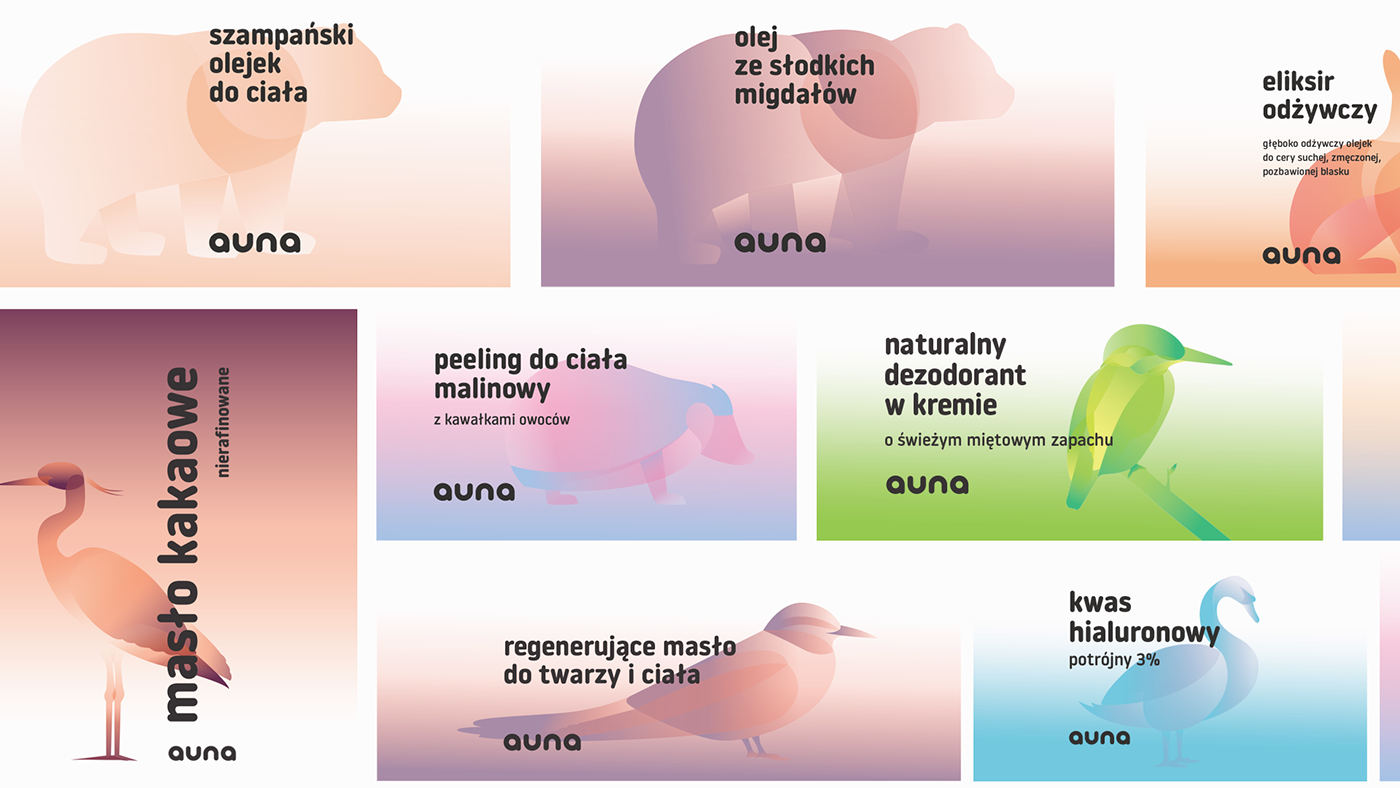 szampański
olejek
do ciała
auna
olej
ze słodkich
migdałów
auna
eliksir
odżywczy
głęboko odżywczy olejek
do cery suchej, zmęczonej,
pozbawionej blasku
auna
masło kakaowe
nierafinowane
auna
peeling do ciała
malinowy
z kawałkami owoców
auna
naturalny
dezodorant
w kremie
o świeżym miętowym zapachu
auna
regenerujące masło
do twarzy i ciała
auna
kwas
hialuronowy
potrójny 3%
auna